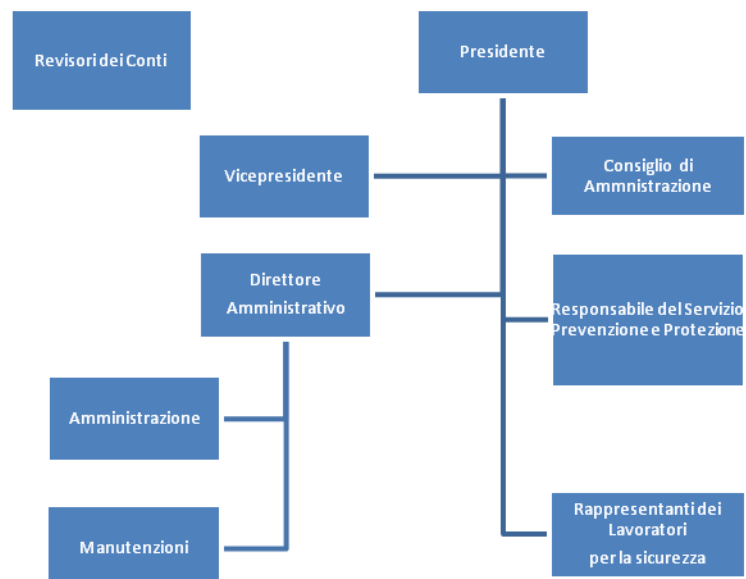 Revisori dei Conti
Presidente
Vicepresidente
Consiglio di
Ammnistrazione
Direttore
Amministrativo
Responsabile del Servizio
Prevenzione e Protezione
Amministrazione
Manutenzioni
Rappresentanti dei
Lavoratori
per la sicurezza